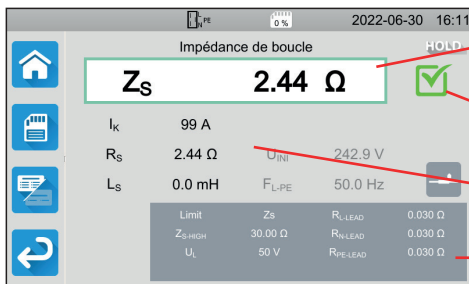 L N PE 0 % 2022-06-30 16:11
Impédance de boucle HOLD
ZS 2.44 Ω
IK 99 A
RS 2.44 Ω UINI 242.9 V
LS 0.0 mH FL-PE 50.0 Hz
Limit Zs RL-LEAD 0.030 Ω
ZS-HIGH 30.00 Ω RN-LEAD 0.030 Ω
UL 50 V RPE-LEAD 0.030 Ω